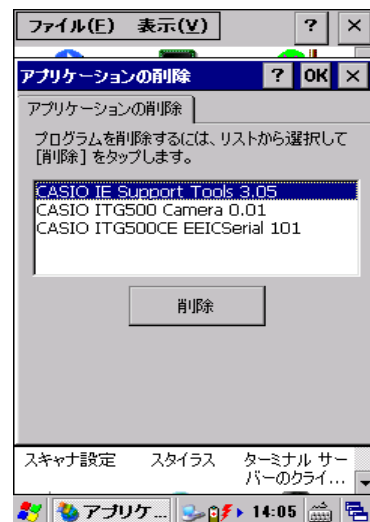 ファイル(F) 表示(V) ? ×
アプリケーションの削除 ? OK ×
アプリケーションの削除
プログラムを削除するには、リストから選択して
[削除] をタップします。
CASIO IE Support Tools 3.05
CASIO ITG500 Camera 0.01
CASIO ITG500CE EEICSerial 101
削除
スキャナ設定 スタイラス ターミナル サー
バーのクライ...
アプリケ... 14:05